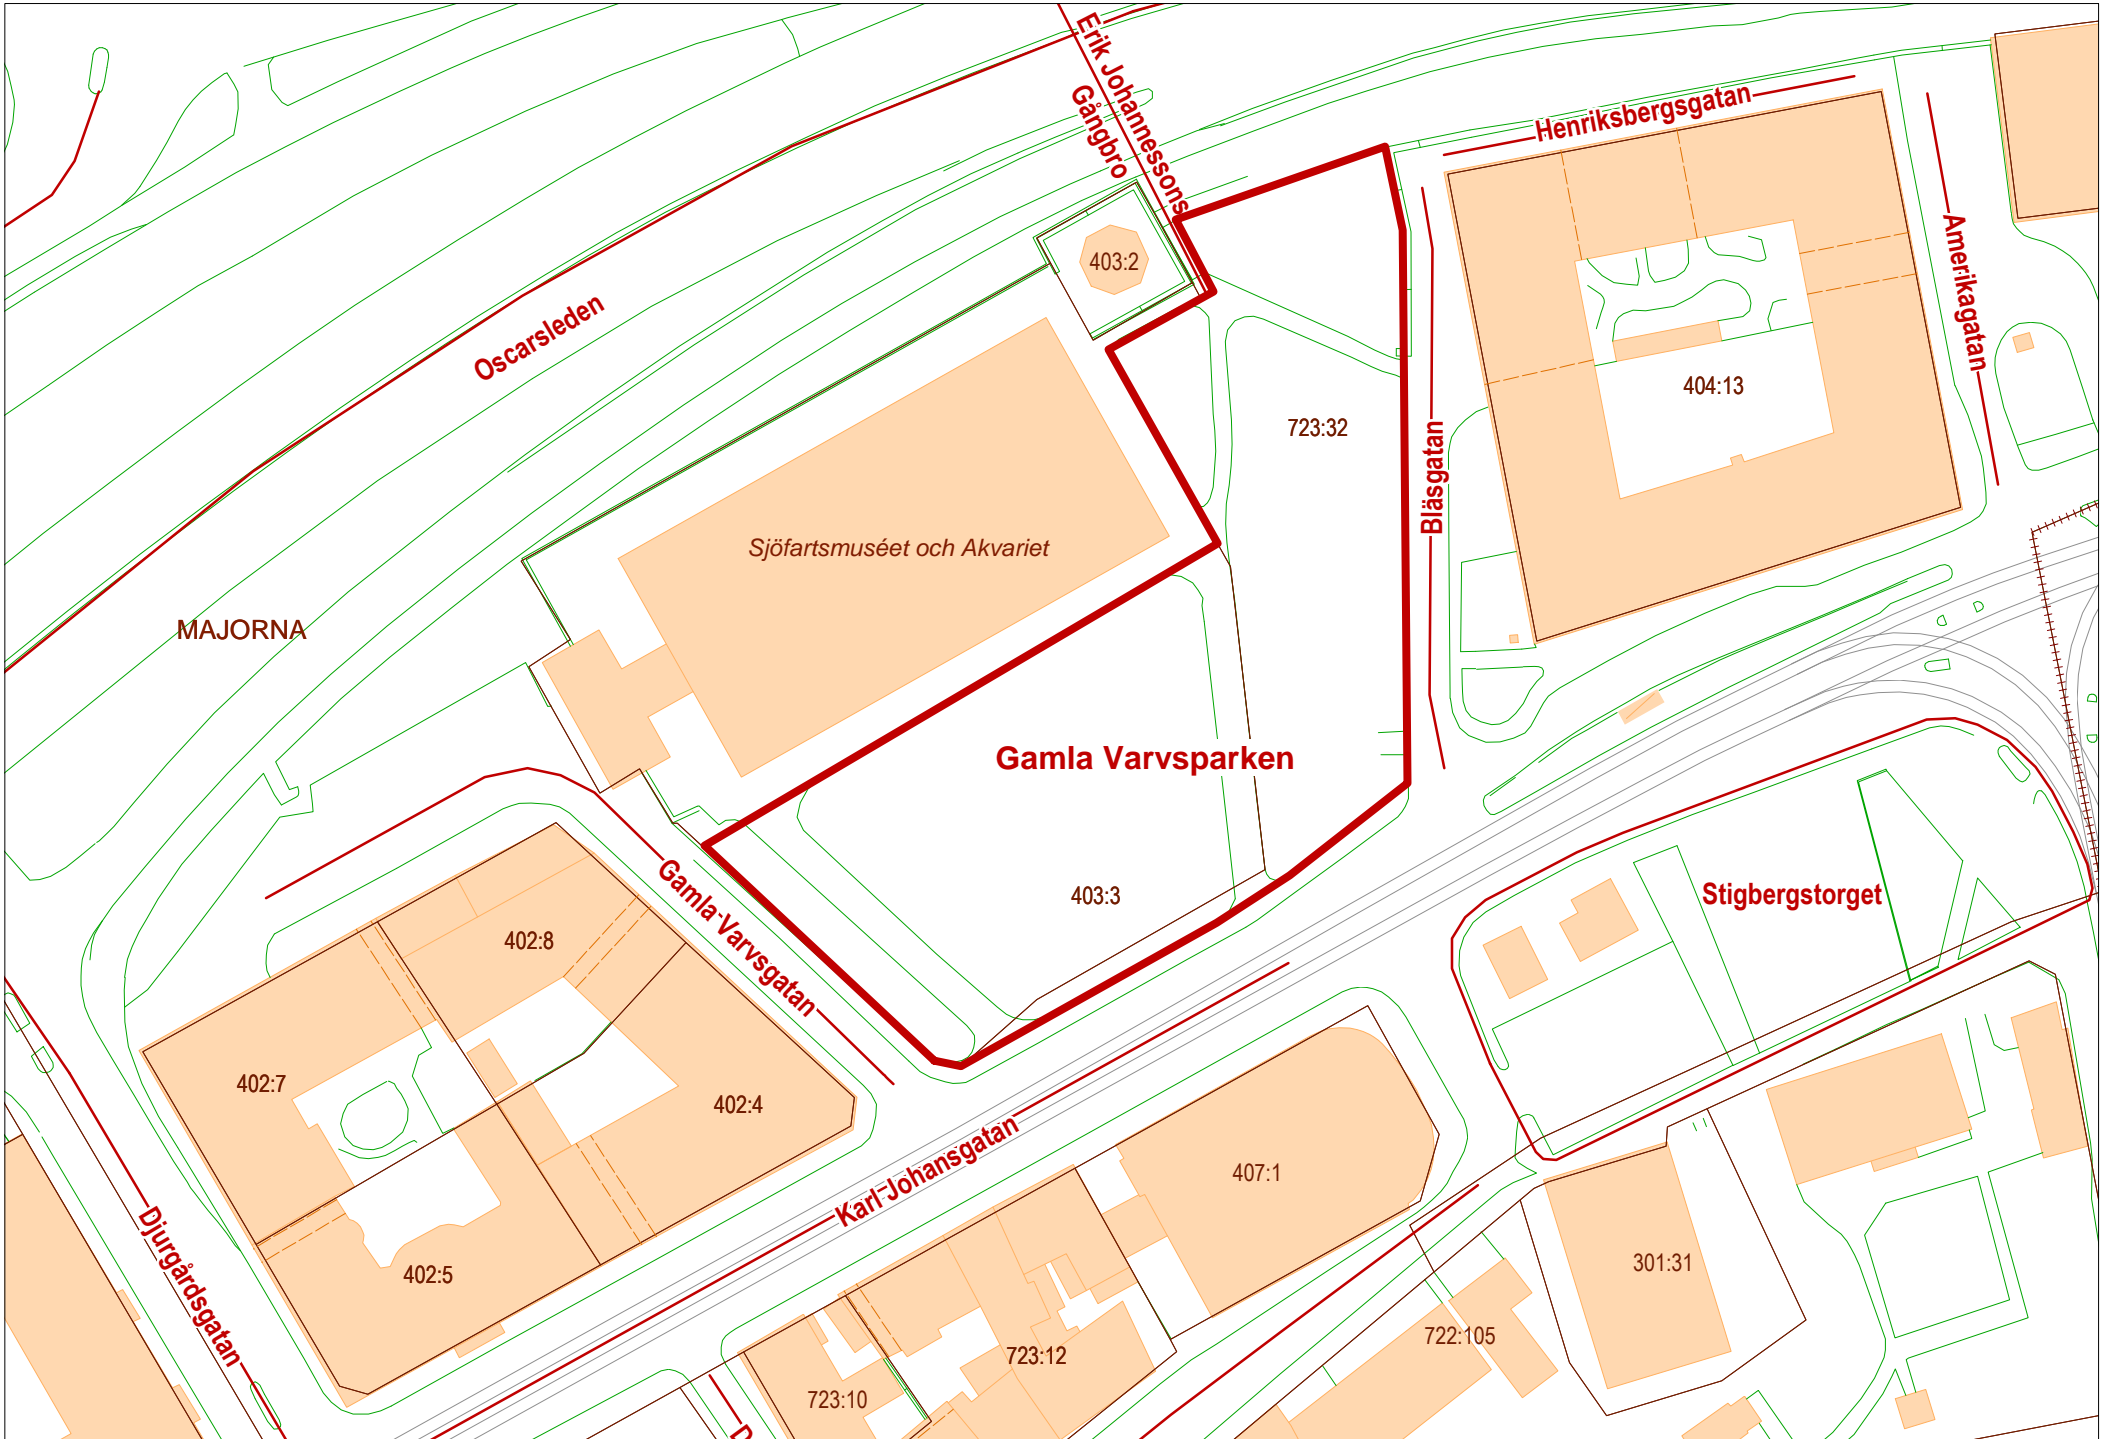 Erik Johannessons
Gångbro
Henriksbergsgatan
Amerikagatan
403:2
Oscarsleden
404:13
723:32
Bläsgatan
Sjöfartsmuséet och Akvariet
MAJORNA
Gamla Varvsparken
403:3
Stigbergstorget
Gamla Varvsgatan
402:8
402:7
402:4
402:5
Karl Johansgatan
407:1
Djurgårdsgatan
301:31
722:105
723:12
723:10
D